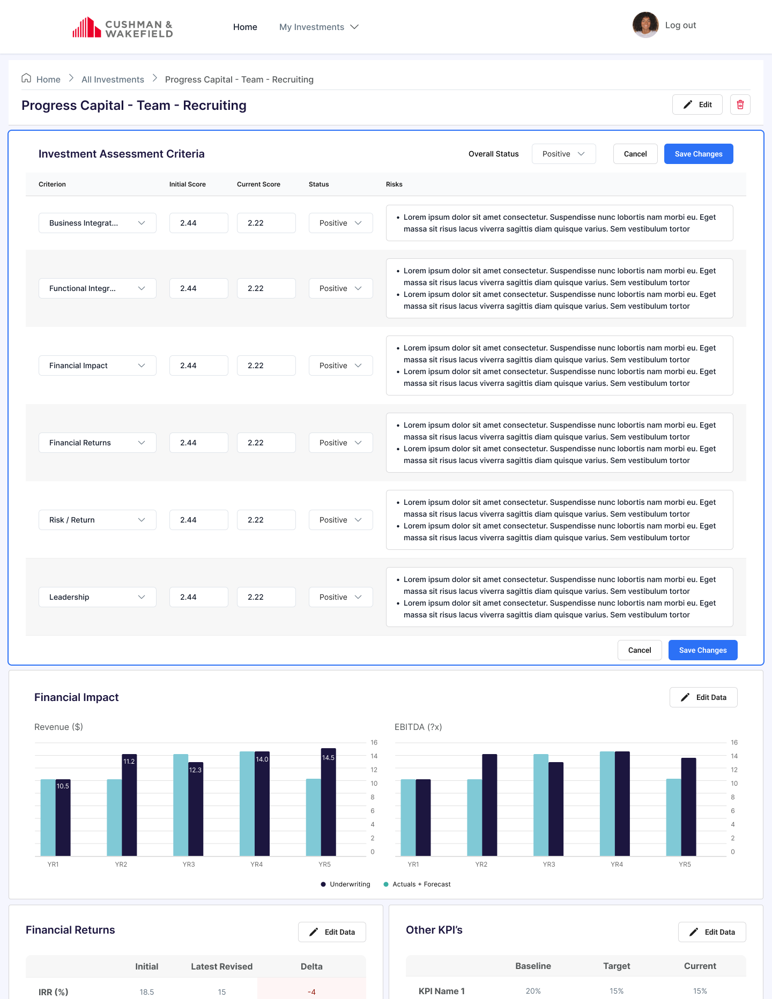 CUSHMAN &
WAKEFIELD
Home
My Investments
Log out
Home
All Investments
Progress Capital - Team - Recruiting
Progress Capital - Team - Recruiting
Edit
Investment Assessment Criteria
Overall Status
Positive
Cancel
Save Changes
Criterion
Initial Score
Current Score
Status
Risks
Business Integrat...
2.44
2.22
Positive
• Lorem ipsum dolor sit amet consectetur. Suspendisse nunc lobortis nam morbi eu. Eget
massa sit risus lacus viverra sagittis diam quisque varius. Sem vestibulum tortor
Functional Integr...
2.44
2.22
Positive
• Lorem ipsum dolor sit amet consectetur. Suspendisse nunc lobortis nam morbi eu. Eget
massa sit risus lacus viverra sagittis diam quisque varius. Sem vestibulum tortor
• Lorem ipsum dolor sit amet consectetur. Suspendisse nunc lobortis nam morbi eu. Eget
massa sit risus lacus viverra sagittis diam quisque varius. Sem vestibulum tortor
Financial Impact
2.44
2.22
Positive
• Lorem ipsum dolor sit amet consectetur. Suspendisse nunc lobortis nam morbi eu. Eget
massa sit risus lacus viverra sagittis diam quisque varius. Sem vestibulum tortor
• Lorem ipsum dolor sit amet consectetur. Suspendisse nunc lobortis nam morbi eu. Eget
massa sit risus lacus viverra sagittis diam quisque varius. Sem vestibulum tortor
Financial Returns
2.44
2.22
Positive
• Lorem ipsum dolor sit amet consectetur. Suspendisse nunc lobortis nam morbi eu. Eget
massa sit risus lacus viverra sagittis diam quisque varius. Sem vestibulum tortor
• Lorem ipsum dolor sit amet consectetur. Suspendisse nunc lobortis nam morbi eu. Eget
massa sit risus lacus viverra sagittis diam quisque varius. Sem vestibulum tortor
Risk / Return
2.44
2.22
Positive
• Lorem ipsum dolor sit amet consectetur. Suspendisse nunc lobortis nam morbi eu. Eget
massa sit risus lacus viverra sagittis diam quisque varius. Sem vestibulum tortor
• Lorem ipsum dolor sit amet consectetur. Suspendisse nunc lobortis nam morbi eu. Eget
massa sit risus lacus viverra sagittis diam quisque varius. Sem vestibulum tortor
Leadership
2.44
2.22
Positive
• Lorem ipsum dolor sit amet consectetur. Suspendisse nunc lobortis nam morbi eu. Eget
massa sit risus lacus viverra sagittis diam quisque varius. Sem vestibulum tortor
• Lorem ipsum dolor sit amet consectetur. Suspendisse nunc lobortis nam morbi eu. Eget
massa sit risus lacus viverra sagittis diam quisque varius. Sem vestibulum tortor
Cancel
Save Changes
Financial Impact
Edit Data
Revenue ($)
16
14
12
10
8
6
4
2
0
10.5
11.2
12.3
14.0
14.5
YR1
YR2
YR3
YR4
YR5
EBITDA (?x)
16
14
12
10
8
6
4
2
0
YR1
YR2
YR3
YR4
YR5
Underwriting
Actuals + Forecast
Financial Returns
Edit Data
Initial
Latest Revised
Delta
IRR (%)
18.5
15
-4
Other KPI’s
Edit Data
Baseline
Target
Current
KPI Name 1
20%
15%
15%